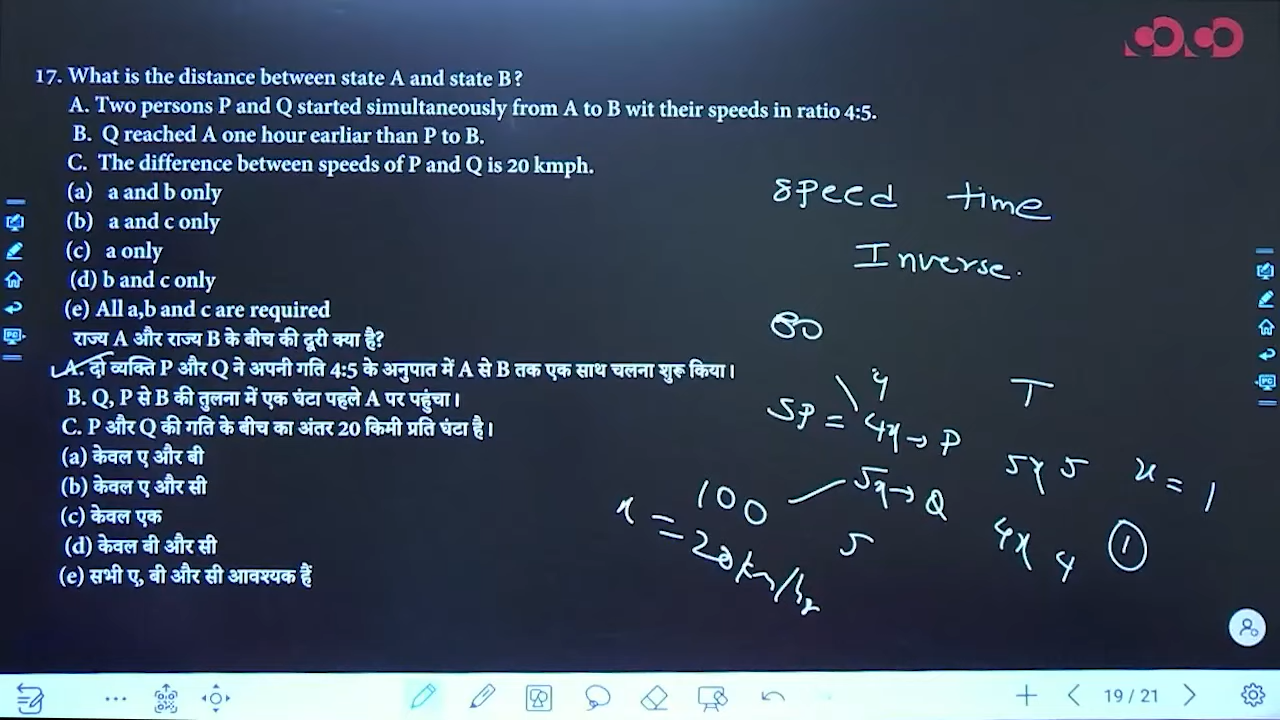 17. What is the distance between state A and state B?
A. Two persons P and Q started simultaneously from A to B wit their speeds in ratio 4:5.
B. Q reached A one hour earliar than P to B.
C. The difference between speeds of P and Q is 20 kmph.
(a) a and b only
(b) a and c only
(c) a only
(d) b and c only
(e) All a,b and c are required
राज्य A और राज्य B के बीच की दूरी क्या है?
A. दो व्यक्ति P और Q ने अपनी गति 4:5 के अनुपात में A से B तक एक साथ चलना शुरू किया।
B. Q, P से B की तुलना में एक घंटा पहले A पर पहुंचा।
C. P और Q की गति के बीच का अंतर 20 किमी प्रति घंटा है।
(a) केवल ए और बी
(b) केवल ए और सी
(c) केवल एक
(d) केवल बी और सी
(e) सभी ए, बी और सी आवश्यक हैं
speed time
Inverse.
80
4 T
SP = 4x → P 5x 5 x = 1
100 5x → Q 4x 4 1
5
x = 20 km/hr
19 / 21